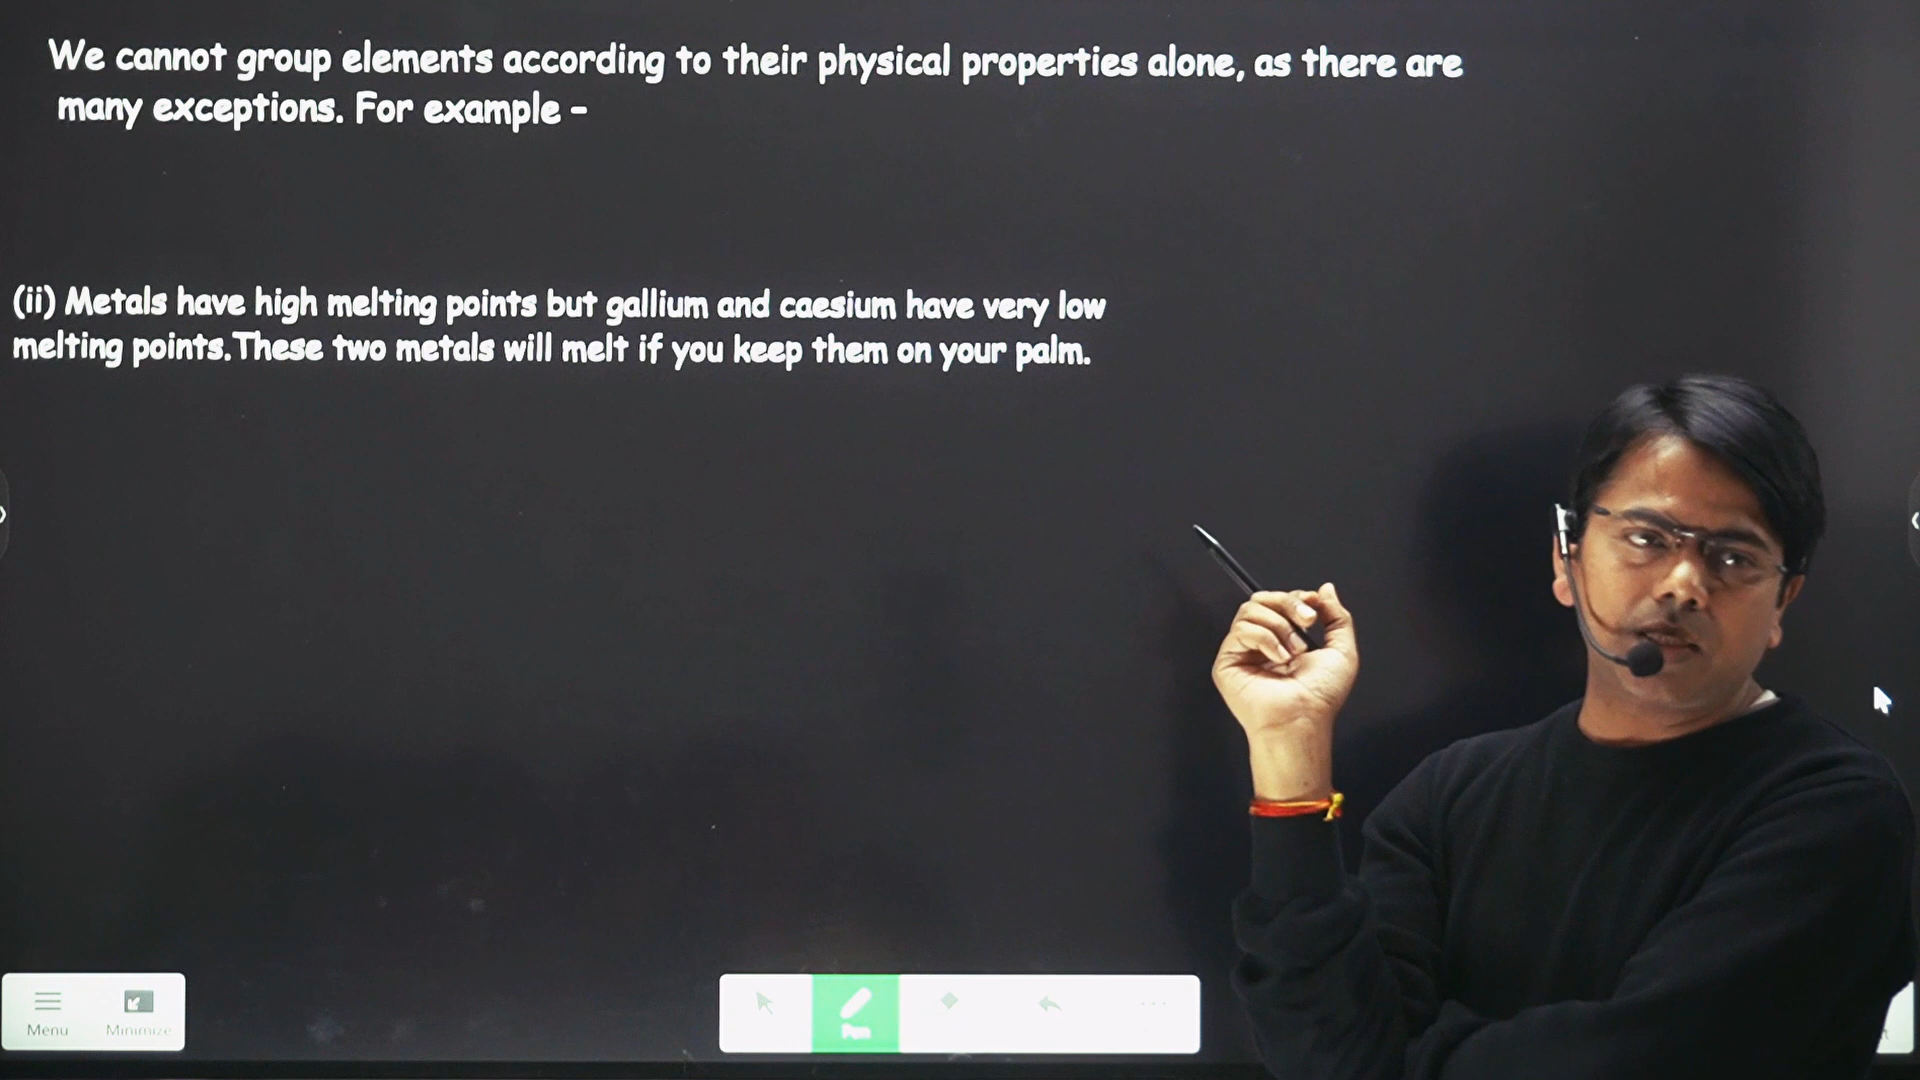 We cannot group elements according to their physical properties alone, as there are
many exceptions. For example -
(ii) Metals have high melting points but gallium and caesium have very low
melting points.These two metals will melt if you keep them on your palm.
Menu
Minimize
Pen